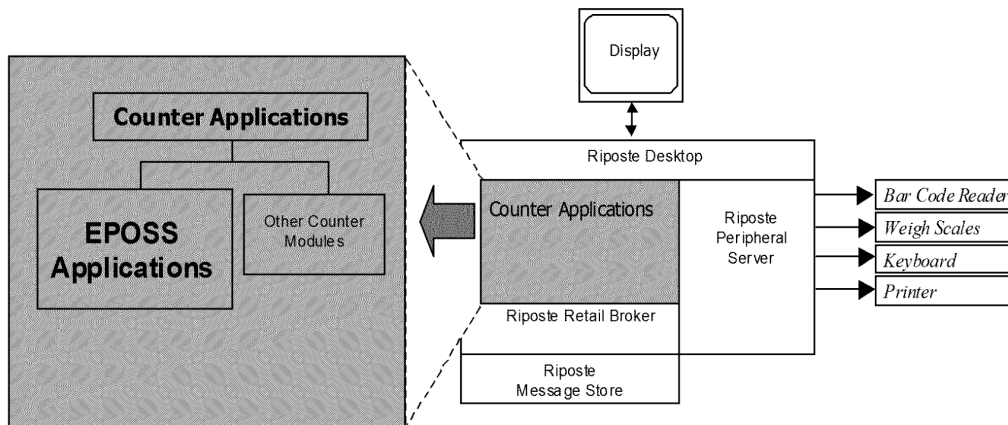 Counter Applications
EPOSS
Applications
Other Counter
Modules
Display
Riposte Desktop
Counter Applications
Riposte
Peripheral
Server
Riposte Retail Broker
Riposte
Message Store
Bar Code Reader
Weigh Scales
Keyboard
Printer